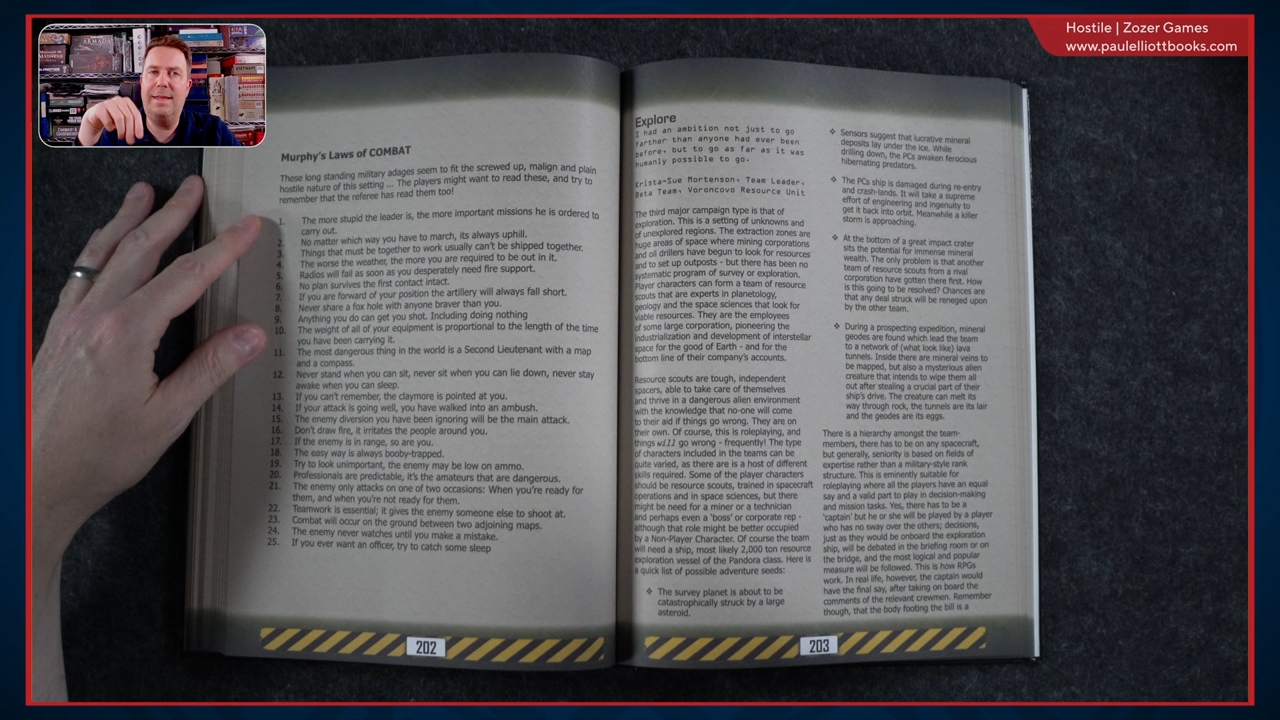 Hostile | Zozer Games
www.paulelliottbooks.com
Murphy's Laws of COMBAT
These long standing military adages seem to fit the screwed up, malign and plain
hostile nature of this setting ... The players might want to read these, and try to
remember that the referee has read them too!
1. The more stupid the leader is, the more important missions he is ordered to
carry out.
2. No matter which way you have to march, its always uphill.
3. Things that must be together to work usually can't be shipped together.
4. The worse the weather, the more you are required to be out in it.
5. Radios will fail as soon as you desperately need fire support.
6. No plan survives the first contact intact.
7. If you are forward of your position the artillery will always fall short.
8. Never share a fox hole with anyone braver than you.
9. Anything you do can get you shot. Including doing nothing
10. The weight of all of your equipment is proportional to the length of the time
you have been carrying it.
11. The most dangerous thing in the world is a Second Lieutenant with a map
and a compass.
12. Never stand when you can sit, never sit when you can lie down, never stay
awake when you can sleep.
13. If you can't remember, the claymore is pointed at you.
14. If your attack is going well, you have walked into an ambush.
15. The enemy diversion you have been ignoring will be the main attack.
16. Don't draw fire, it irritates the people around you.
17. If the enemy is in range, so are you.
18. The easy way is always booby-trapped.
19. Try to look unimportant, the enemy may be low on ammo.
20. Professionals are predictable, it's the amateurs that are dangerous.
21. The enemy only attacks on one of two occasions: When you're ready for
them, and when you're not ready for them.
22. Teamwork is essential; it gives the enemy someone else to shoot at.
23. Combat will occur on the ground between two adjoining maps.
24. The enemy never watches until you make a mistake.
25. If you ever want an officer, try to catch some sleep
202
Explore
I had an ambition not just to go
farther than anyone had ever been
before, but to go as far as it was
humanly possible to go.
Krista-Sue Mortenson, Team Leader,
Beta Team, Voroncovo Resource Unit
The third major campaign type is that of
exploration. This is a setting of unknowns and
of unexplored regions. The extraction zones are
huge areas of space where mining corporations
and oil drillers have begun to look for resources
and to set up outposts - but there has been no
systematic program of survey or exploration.
Player characters can form a team of resource
scouts that are experts in planetology,
geology and the space sciences that look for
viable resources. They are the employees
of some large corporation, pioneering the
industrialization and development of interstellar
space for the good of Earth - and for the
bottom line of their company's accounts.
Resource scouts are tough, independent
spacers, able to take care of themselves
and thrive in a dangerous alien environment
with the knowledge that no-one will come
to their aid if things go wrong. They are on
their own. Of course, this is roleplaying, and
things will go wrong - frequently! The type
of characters included in the teams can be
quite varied, as there are a host of different
skills required. Some of the player characters
should be resource scouts, trained in spacecraft
operations and in space sciences, but there
might be need for a miner or a technician
and perhaps even a 'boss' or corporate rep -
although that role might be better occupied
by a Non-Player Character. Of course the team
will need a ship, most likely 2,000 ton resource
exploration vessel of the Pandora class. Here is
a quick list of possible adventure seeds:
❖ The survey planet is about to be
catastrophically struck by a large
asteroid.
❖ Sensors suggest that lucrative mineral
deposits lay under the ice. While
drilling down, the PCs awaken ferocious
hibernating predators.
❖ The PCs ship is damaged during re-entry
and crash-lands. It will take a supreme
effort of engineering and ingenuity to
get it back into orbit. Meanwhile a killer
storm is approaching.
❖ At the bottom of a great impact crater
sits the potential for immense mineral
wealth. The only problem is that another
team of resource scouts from a rival
corporation have gotten there first. How
is this going to be resolved? Chances are
that any deal struck will be reneged upon
by the other team.
❖ During a prospecting expedition, mineral
geodes are found which lead the team
to a network of (what look like) lava
tunnels. Inside there are mineral veins to
be mapped, but also a mysterious alien
creature that intends to wipe them all
out after stealing a crucial part of their
ship's drive. The creature can melt its
way through rock, the tunnels are its lair
and the geodes are its eggs.
There is a hierarchy amongst the team-
members, there has to be on any spacecraft,
but generally, seniority is based on fields of
expertise rather than a military-style rank
structure. This is eminently suitable for
roleplaying where all the players have an equal
say and a valid part to play in decision-making
and mission tasks. Yes, there has to be a
'captain' but he or she will be played by a player
who has no sway over the others; decisions,
just as they would be onboard the exploration
ship, will be debated in the briefing room or on
the bridge, and the most logical and popular
measure will be followed. This is how RPGs
work. In real life, however, the captain would
have the final say, after taking on board the
comments of the relevant crewmen. Remember
though, that the body footing the bill is a
203